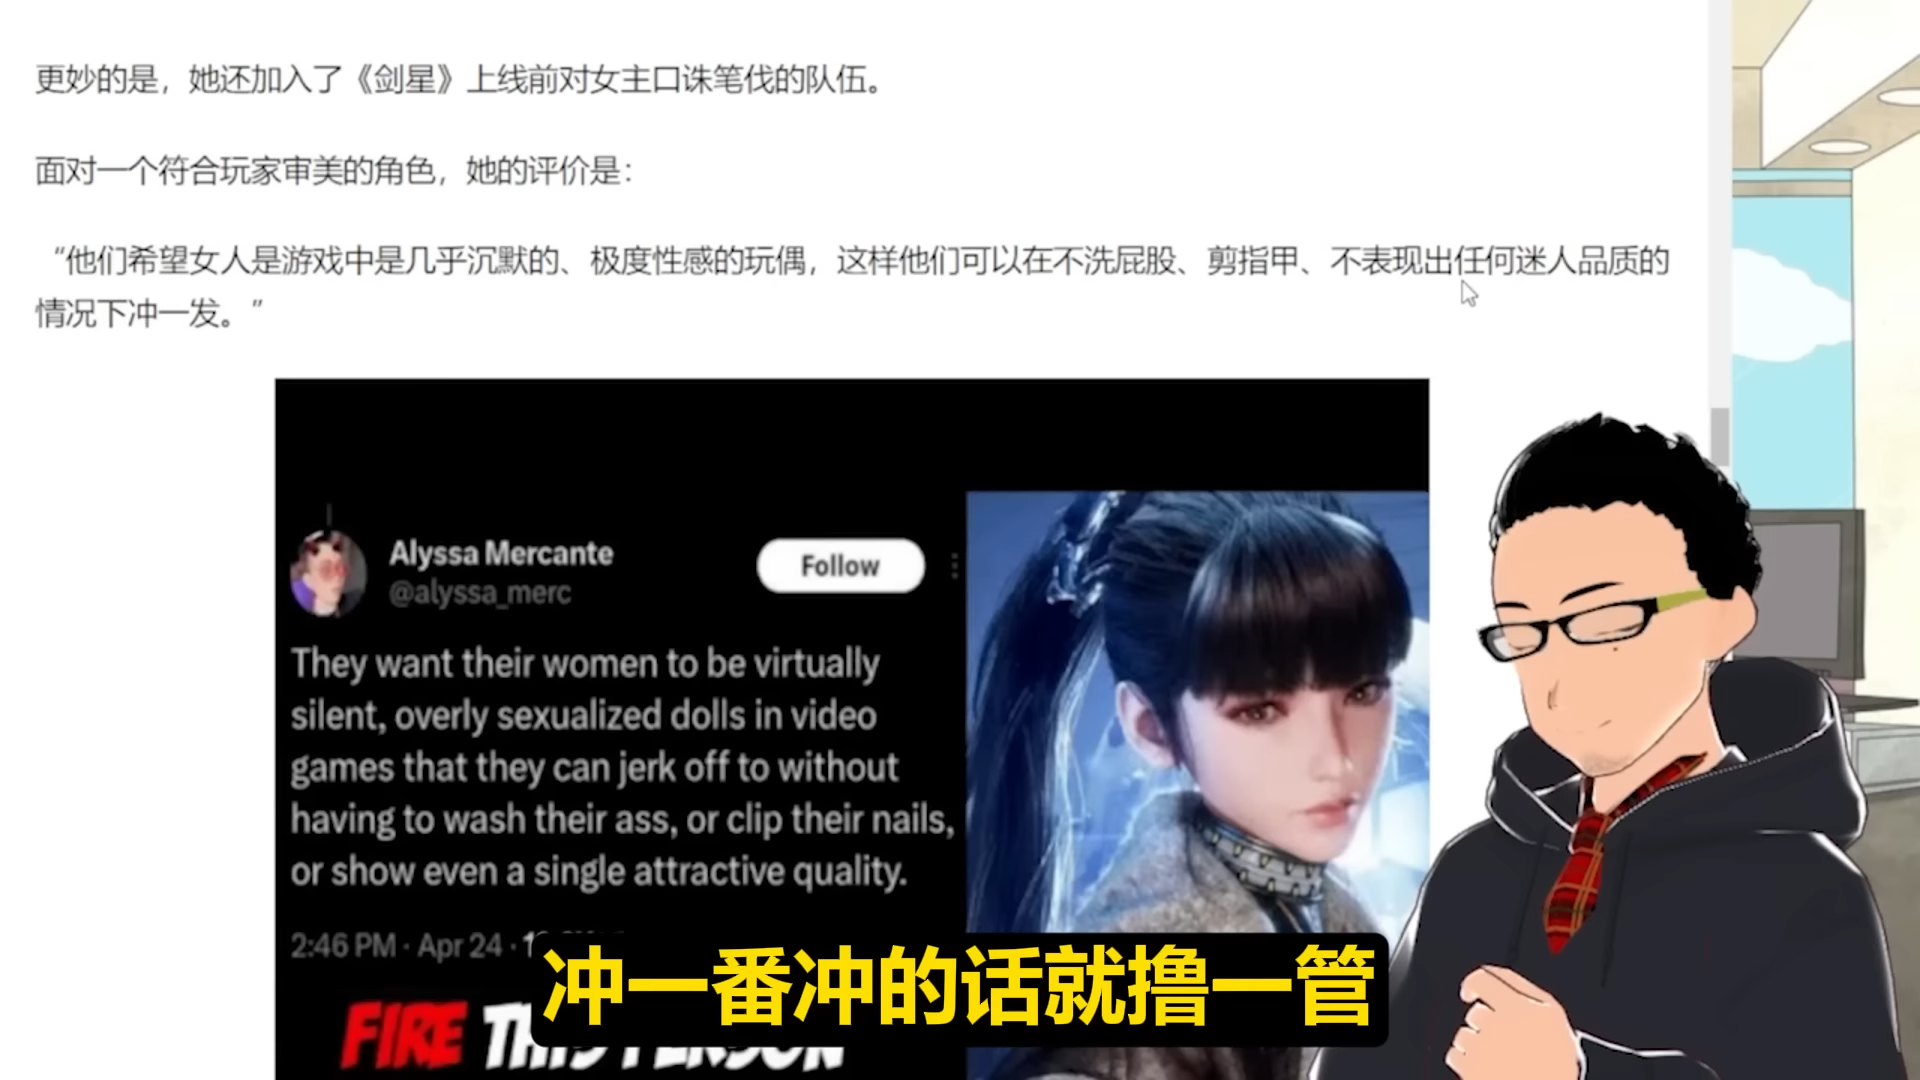 更妙的是，她还加入了《剑星》上线前对女主口诛笔伐的队伍。
面对一个符合玩家审美的角色，她的评价是：
“他们希望女人是游戏中是几乎沉默的、极度性感的玩偶，这样他们可以在不洗屁股、剪指甲、不表现出任何迷人品质的
情况下冲一发。”
Alyssa Mercante
@alyssa_merc
Follow
They want their women to be virtually
silent, overly sexualized dolls in video
games that they can jerk off to without
having to wash their ass, or clip their nails,
or show even a single attractive quality.
2:46 PM · Apr 24 ·
FIRE THIS PERSON
冲一番冲的话就撸一管